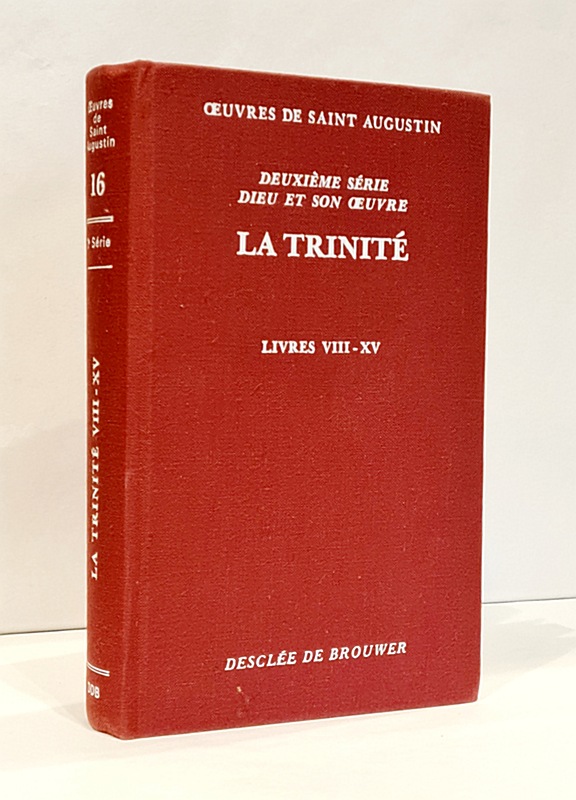 ŒUVRES DE SAINT AUGUSTIN
DEUXIÈME SÉRIE
DIEU ET SON ŒUVRE
LA TRINITÉ
LIVRES VIII-XV
DESCLÉE DE BROUWER
Œuvres
de
Saint
Augustin
16
Série
LA TRINITÉ VIII-XV
DDB